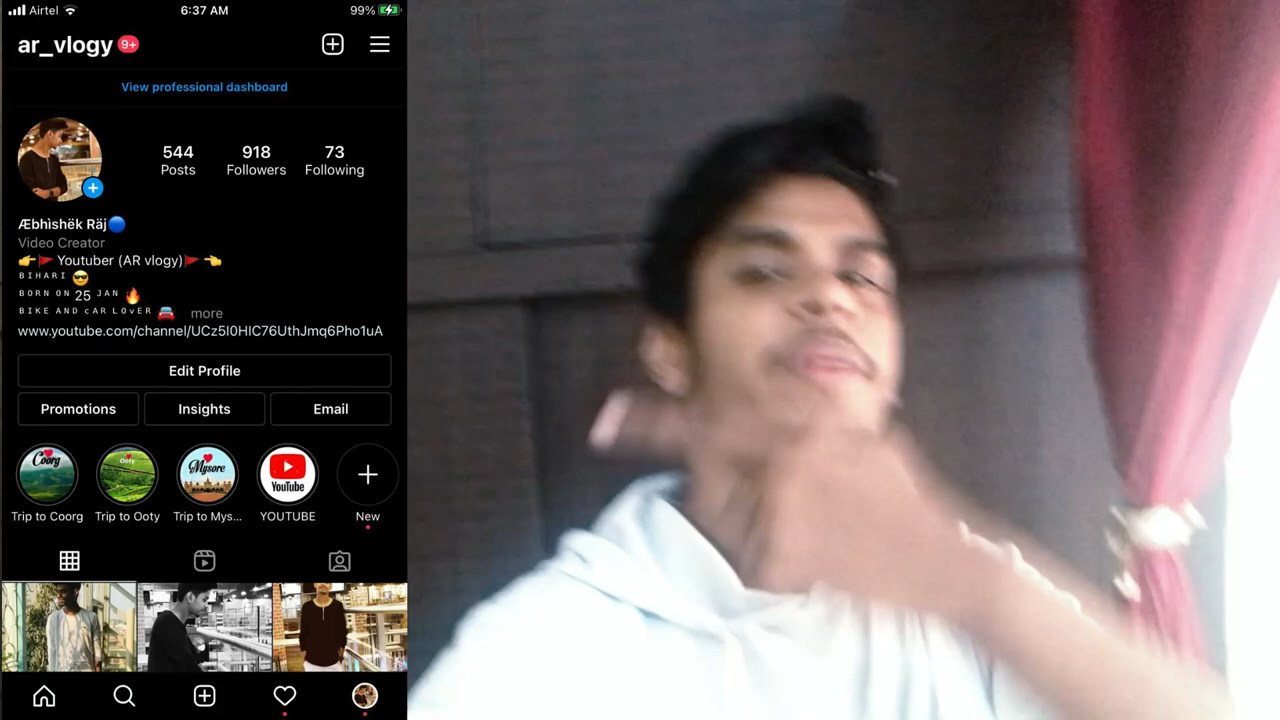 Airtel 6:37 AM 99%
ar_vlogy 9+
View professional dashboard
544 918 73
Posts Followers Following
Æbhìshëk Räj🔵
Video Creator
👉🚩Youtuber (AR vlogy)🚩👈
ᴮᴵᴴᴬᴿᴵ 😎
ᴮᴼᴿᴺ ᴼᴺ 25 ᴶᴬᴺ 🔥
ᴮᴵᴷᴱ ᴬᴺᴰ ᶜᴬᴿ ᴸᴼⱽᴱᴿ 🚘 more
www.youtube.com/channel/UCz5I0HIC76UthJmq6Pho1uA
Edit Profile
Promotions Insights Email
Coorg Ooty Mysore YouTube
Trip to Coorg Trip to Ooty Trip to Mys... YOUTUBE New